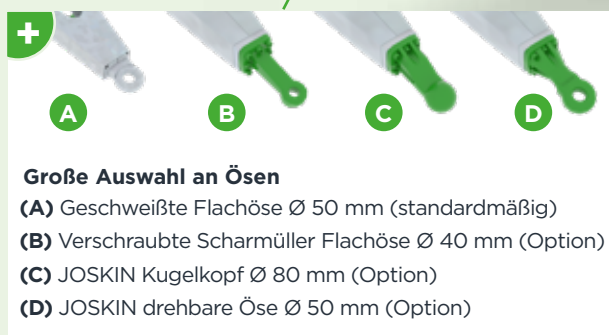 +
A B C D
Große Auswahl an Ösen
(A) Geschweißte Flachöse Ø 50 mm (standardmäßig)
(B) Verschraubte Scharmüller Flachöse Ø 40 mm (Option)
(C) JOSKIN Kugelkopf Ø 80 mm (Option)
(D) JOSKIN drehbare Öse Ø 50 mm (Option)